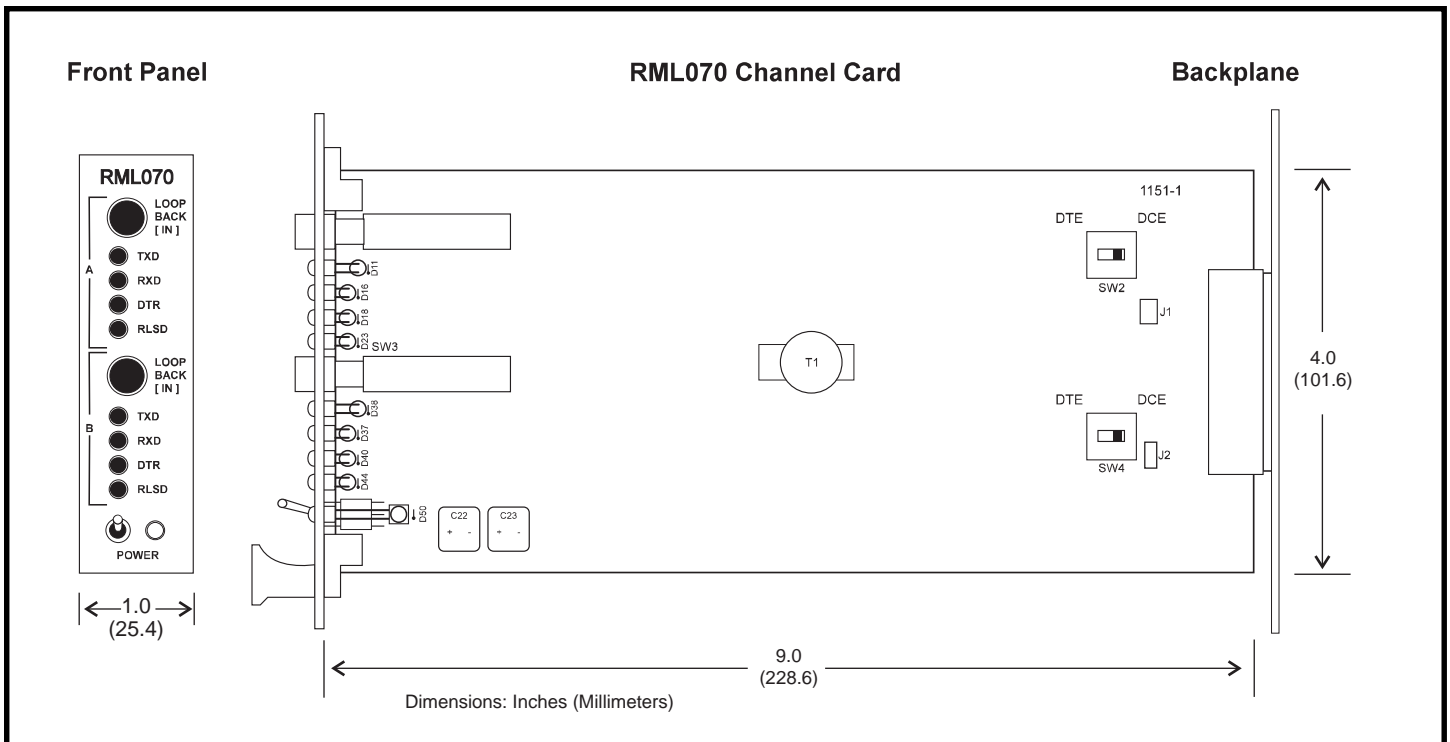 Front Panel
RML070 Channel Card
Backplane
RML070
LOOP
BACK
[ IN ]
A
TXD
RXD
DTR
RLSD
LOOP
BACK
[ IN ]
B
TXD
RXD
DTR
RLSD
POWER
1.0
(25.4)
D11
D16
D18
D23
SW3
D38
D37
D40
D44
D50
C22
+ -
C23
+ -
T1
1151-1
DTE DCE
SW2
J1
DTE DCE
SW4
J2
4.0
(101.6)
9.0
(228.6)
Dimensions: Inches (Millimeters)